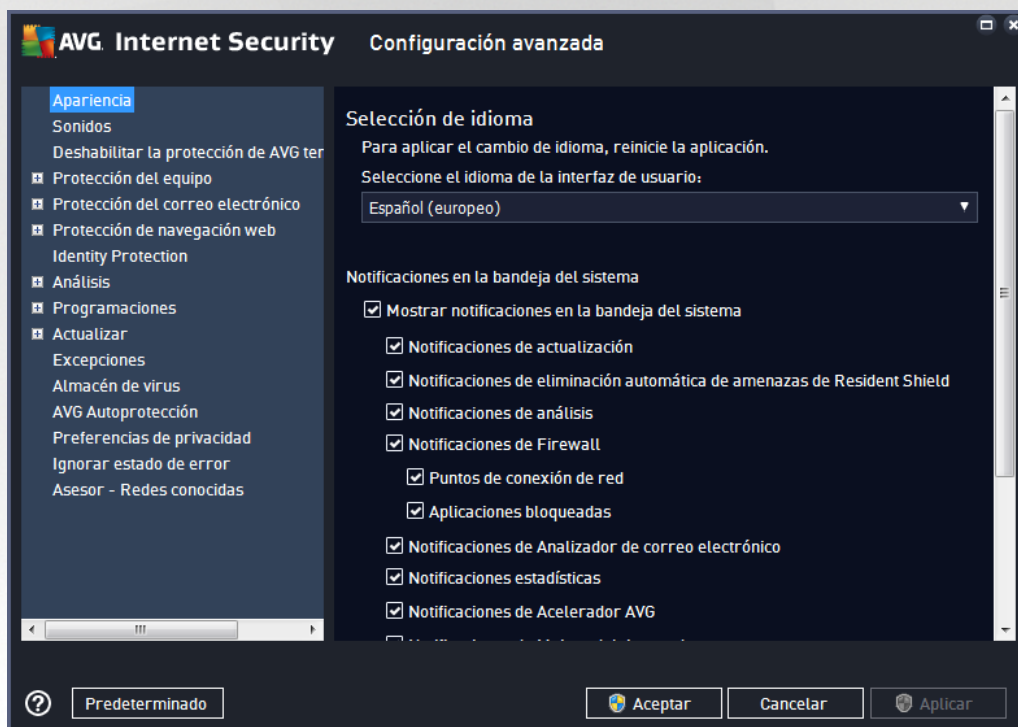 AVG. Internet Security Configuración avanzada
Apariencia
Sonidos
Deshabilitar la protección de AVG ter
Protección del equipo
Protección del correo electrónico
Protección de navegación web
Identity Protection
Análisis
Programaciones
Actualizar
Excepciones
Almacén de virus
AVG Autoprotección
Preferencias de privacidad
Ignorar estado de error
Asesor - Redes conocidas
Selección de idioma
Para aplicar el cambio de idioma, reinicie la aplicación.
Seleccione el idioma de la interfaz de usuario:
Español (europeo)
Notificaciones en la bandeja del sistema
Mostrar notificaciones en la bandeja del sistema
Notificaciones de actualización
Notificaciones de eliminación automática de amenazas de Resident Shield
Notificaciones de análisis
Notificaciones de Firewall
Puntos de conexión de red
Aplicaciones bloqueadas
Notificaciones de Analizador de correo electrónico
Notificaciones estadísticas
Notificaciones de Acelerador AVG
Predeterminado
Aceptar
Cancelar
Aplicar